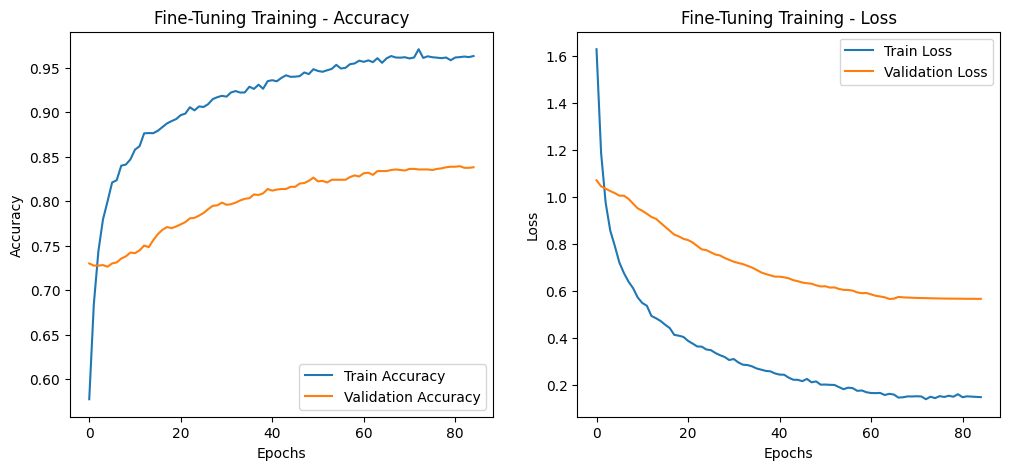 Fine-Tuning Training - Accuracy
0.95
0.90
0.85
0.80
0.75
0.70
0.65
0.60
Accuracy
Train Accuracy
Validation Accuracy
0 20 40 60 80
Epochs
Fine-Tuning Training - Loss
1.6
1.4
1.2
1.0
0.8
0.6
0.4
0.2
Loss
Train Loss
Validation Loss
0 20 40 60 80
Epochs